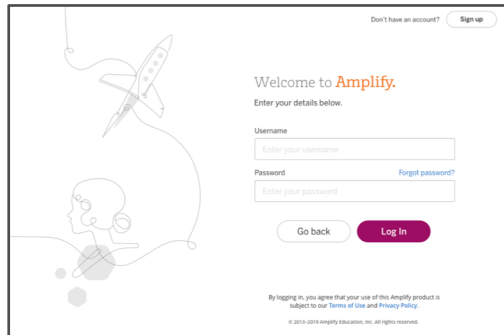 Don't have an account? Sign up
Welcome to Amplify.
Enter your details below.
Username
Enter your username
Password Forgot password?
Enter your password
Go back Log In
By logging in, you agree that your use of this Amplify product is
subject to our Terms of Use and Privacy Policy.
© 2013–2019 Amplify Education, Inc. All rights reserved.